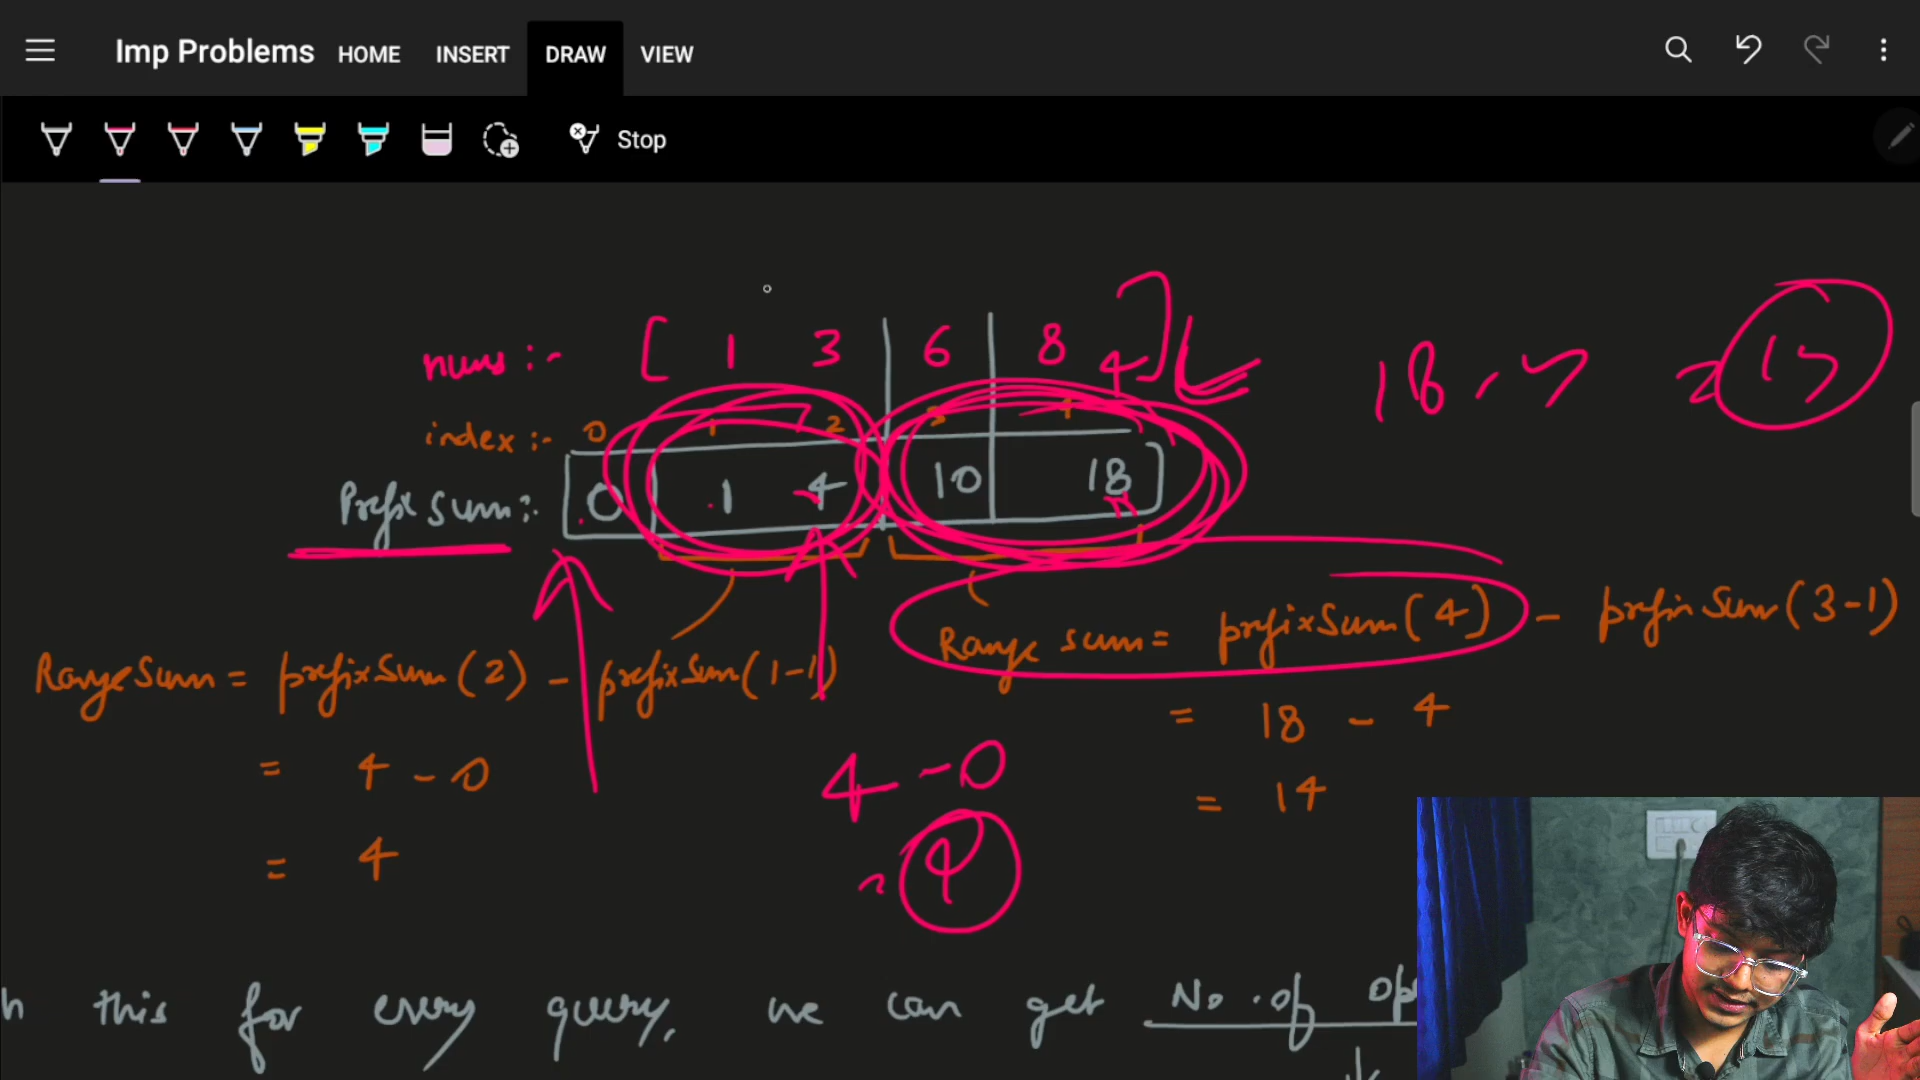 Imp Problems HOME INSERT DRAW VIEW
Stop
nums :- [ 1 3 6 8 4 ]
18 - 4 = 14
index :- 0 1 2 3 4
Prefix Sum :- 0 1 4 10 18
Range sum = prefixSum(4) - prefixSum(3-1)
RangeSum = prefixSum(2) - prefixSum(1-1)
= 18 - 4
= 4 - 0
4 - 0
= 14
= 4
= 4
this for every query, we can get No. of